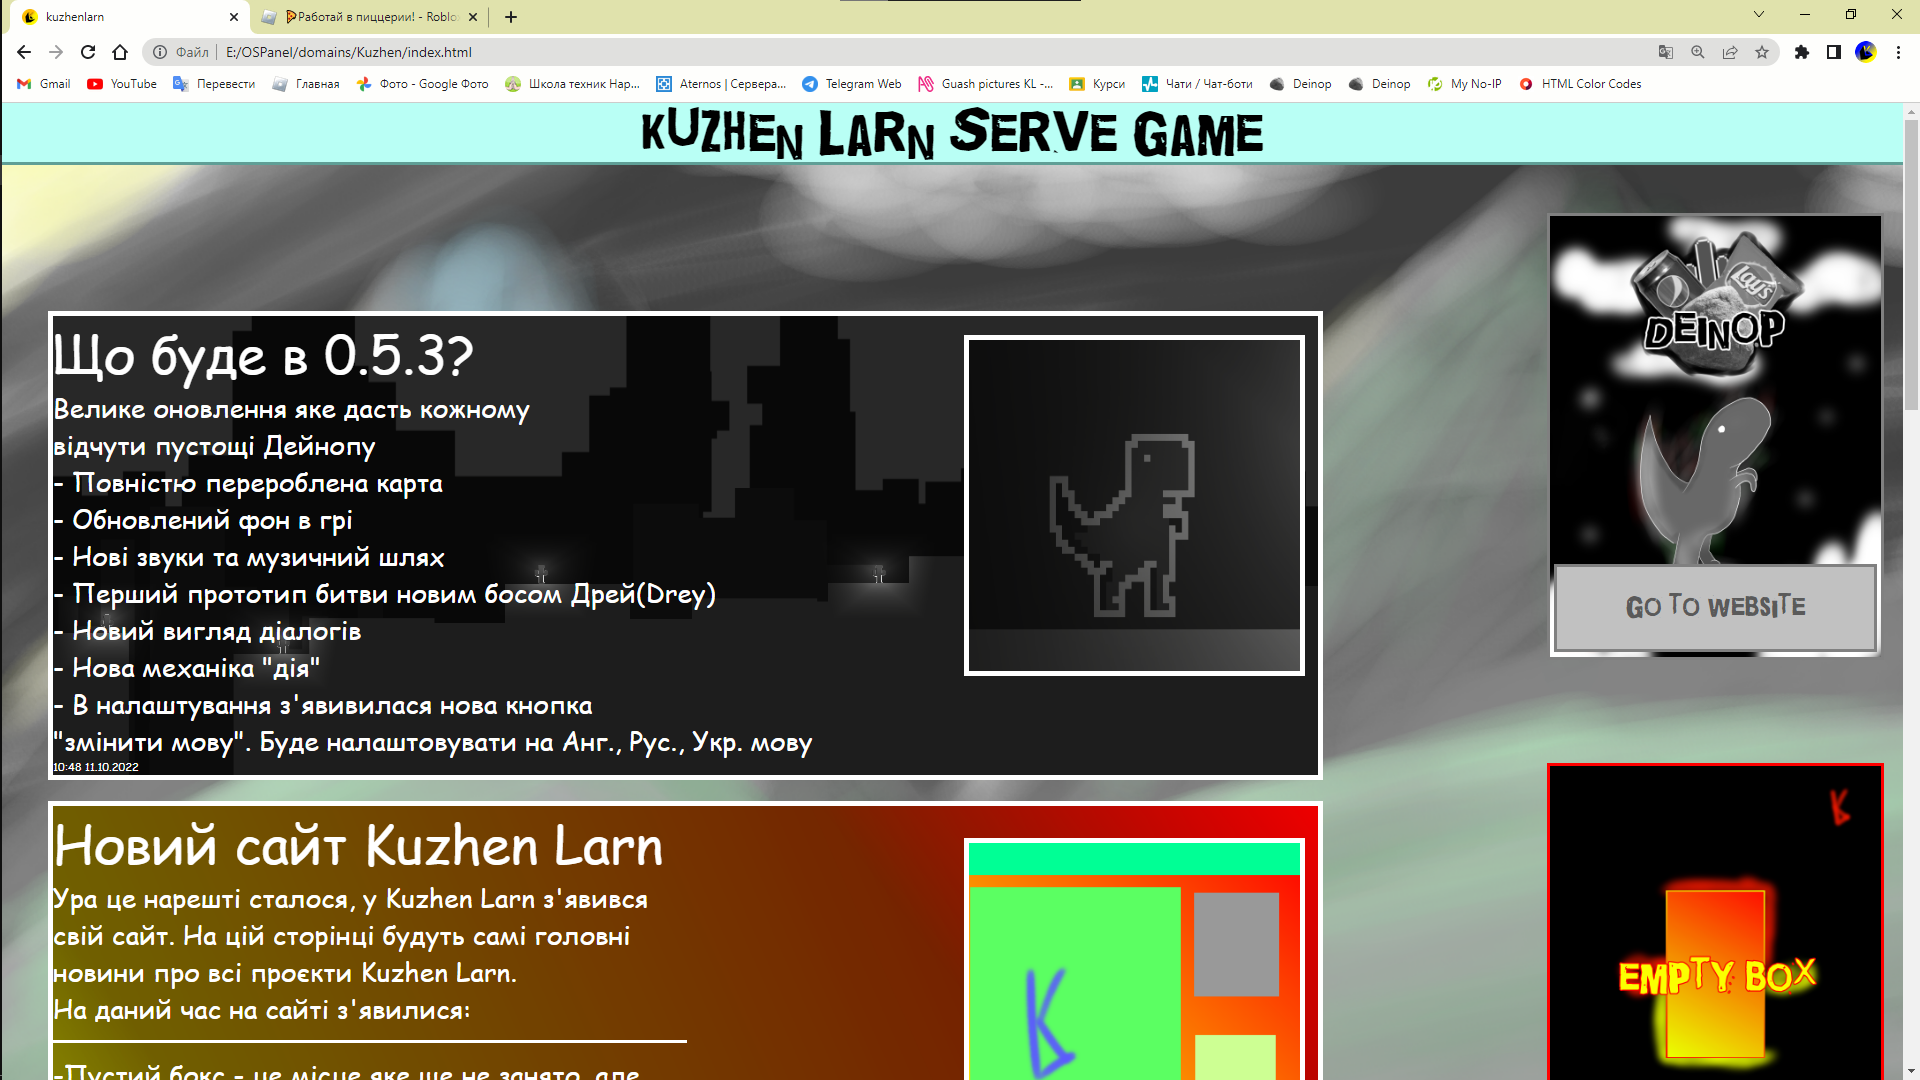 kuzhenlarn
Работай в пиццерии! - Roblo
Файл
E:/OSPanel/domains/Kuzhen/index.html
Gmail
YouTube
Перевести
Главная
Фото - Google Фото
Школа техник Нар...
Aternos | Сервера...
Telegram Web
Guash pictures KL -...
Курси
Чати / Чат-боти
Deinop
Deinop
My No-IP
HTML Color Codes
KUZHEN LARN SERVE GAME
Що буде в 0.5.3?
Велике оновлення яке дасть кожному
відчути пустощі Дейнопу
- Повністю перероблена карта
- Обновлений фон в грі
- Нові звуки та музичний шлях
- Перший прототип битви новим босом Дрей(Drey)
- Новий вигляд діалогів
- Нова механіка "дія"
- В налаштування з'явивилася нова кнопка
"змінити мову". Буде налаштовувати на Анг., Рус., Укр. мову
10:48 11.10.2022
Lay's
DEINOP
GO TO WEBSITE
Новий сайт Kuzhen Larn
Ура це нарешті сталося, у Kuzhen Larn з'явився
свій сайт. На цій сторінці будуть самі головні
новини про всі проєкти Kuzhen Larn.
На даний час на сайті з'явилися:
-Пустий бокс - це місце яке ще не занято, але
EMPTY BOX